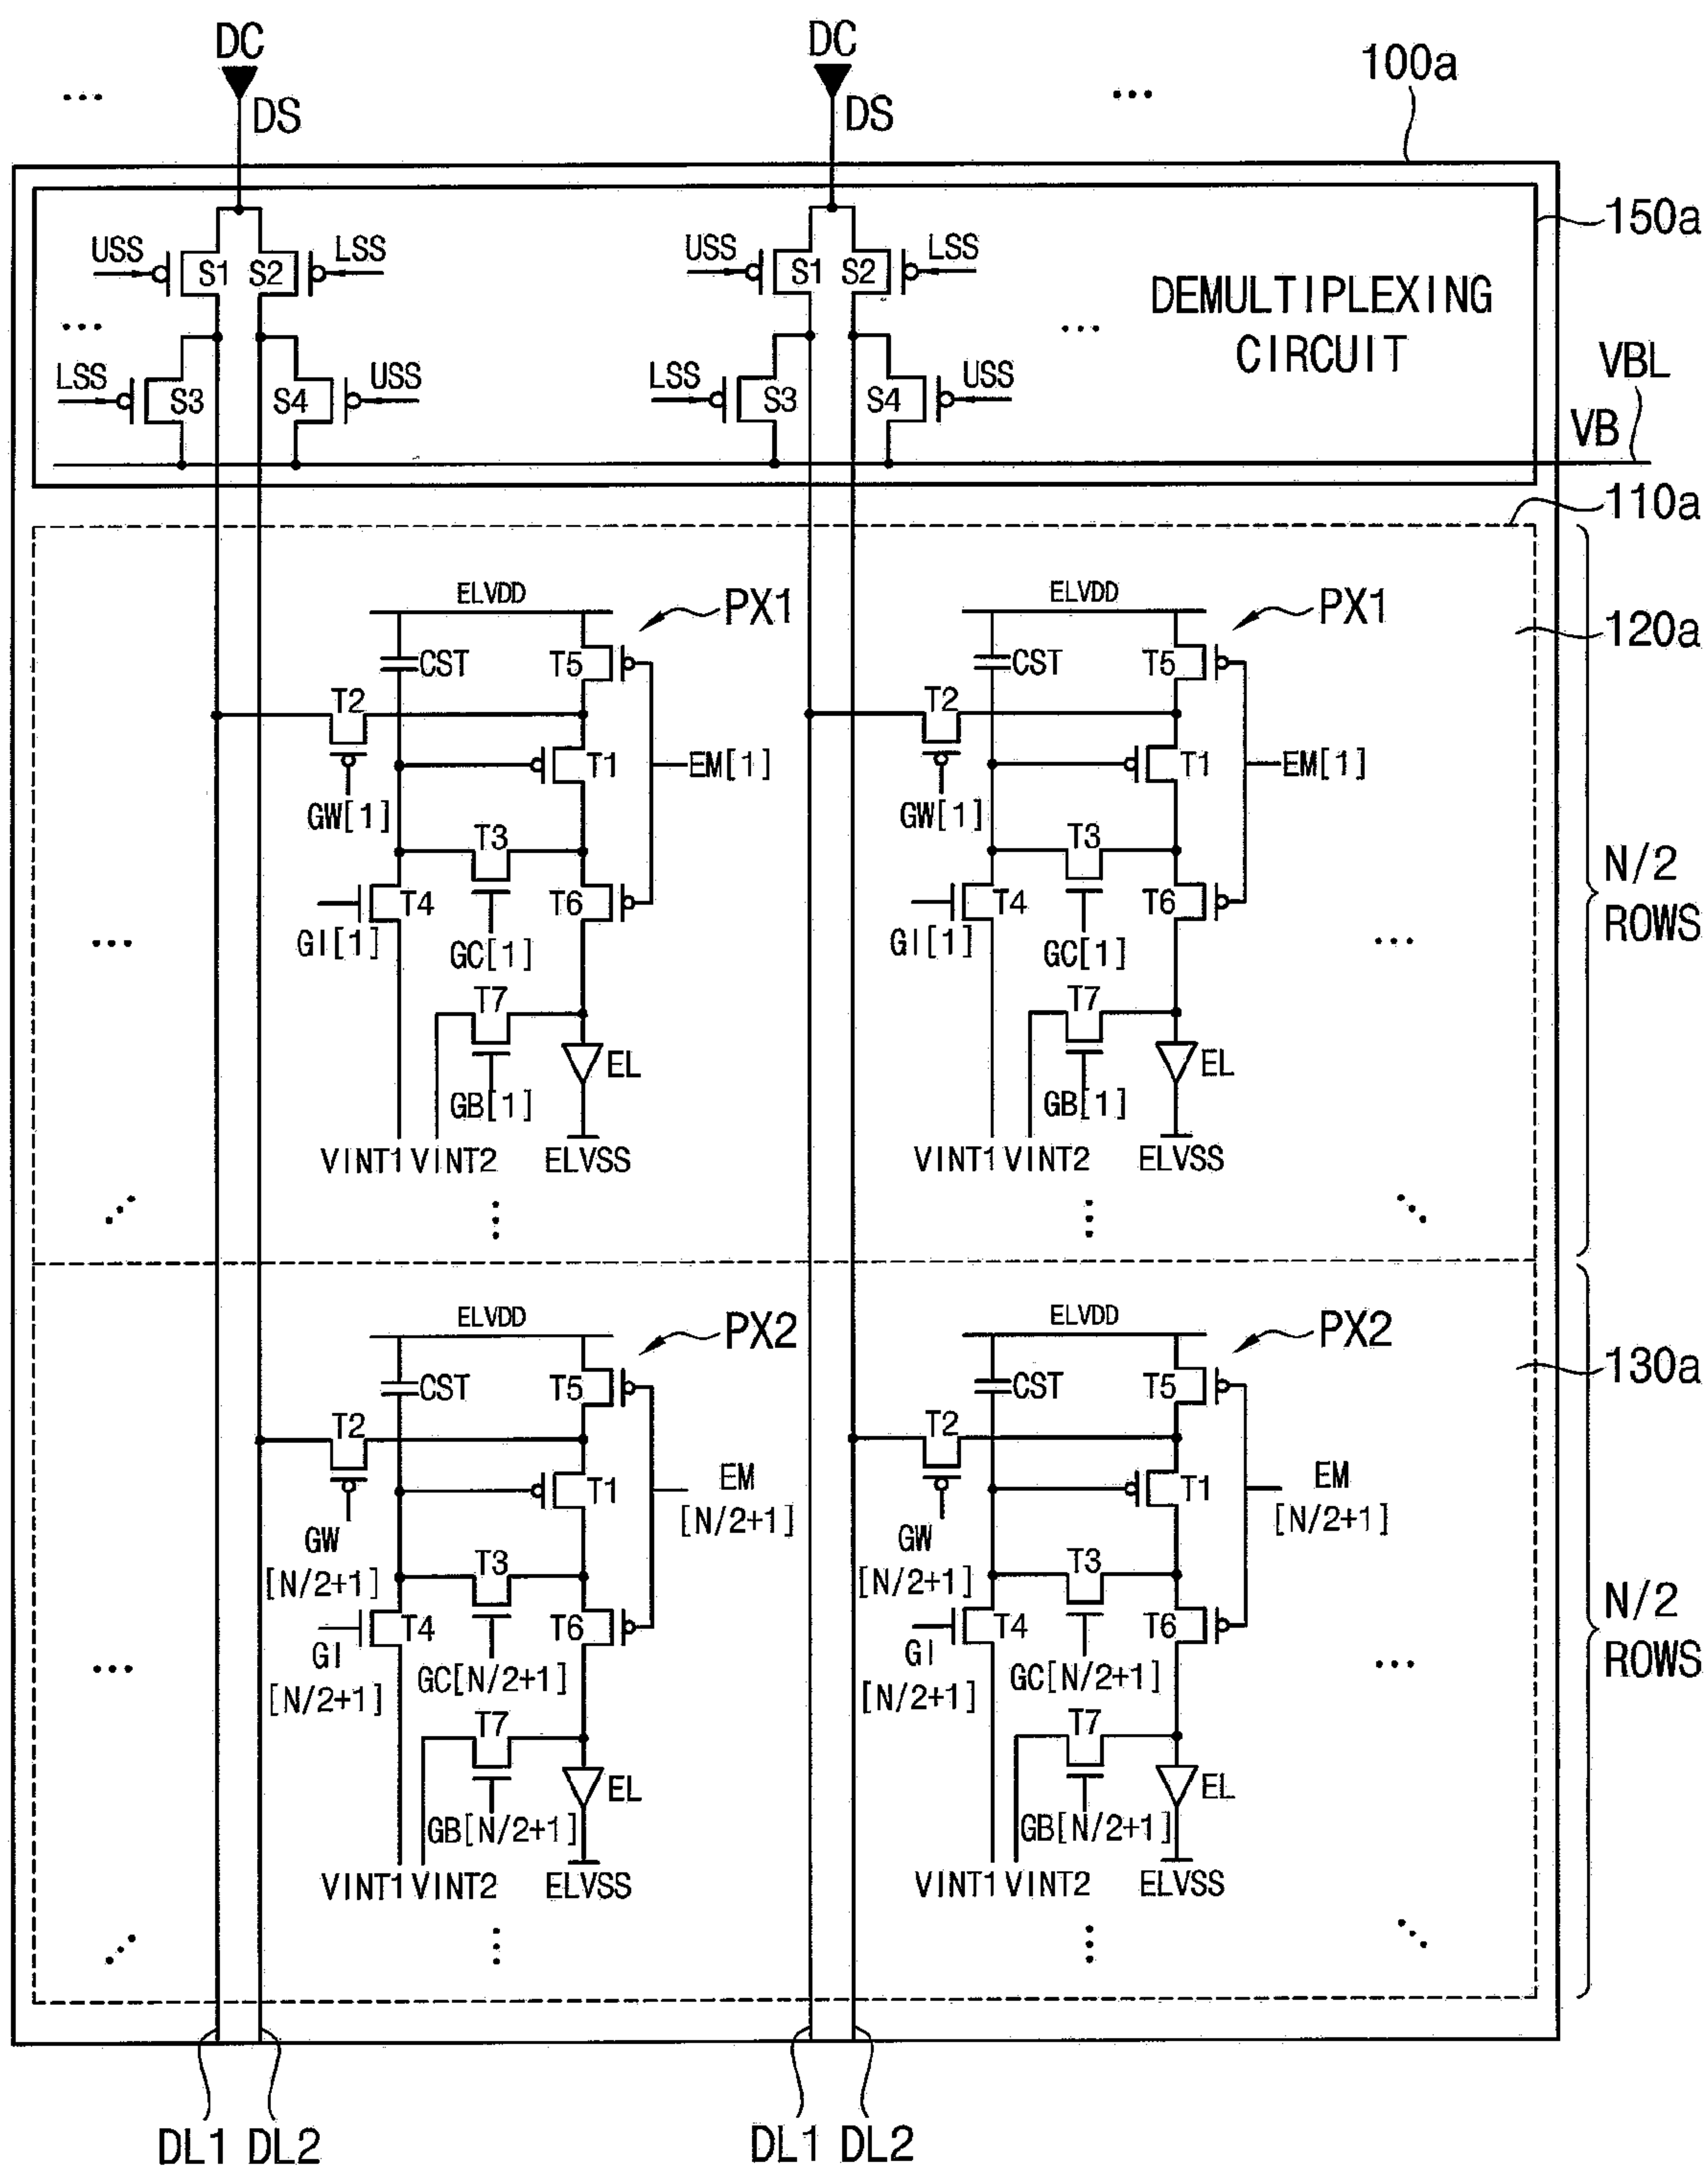 DC DC
100a
DS DS
150a
USS S1 S2 LSS USS S1 S2 LSS
DEMULTIPLEXING
CIRCUIT
LSS S3 S4 USS LSS S3 S4 USS
VBL
VB
110a
ELVDD PX1 ELVDD PX1
120a
CST T5 CST T5
T2 T2
T1 EM[1] T1 EM[1]
GW[1] GW[1]
T3 T3
N/2
ROWS
T4 T6 T4 T6
GI[1] GC[1] GI[1] GC[1]
T7 T7
EL EL
GB[1] GB[1]
VINT1 VINT2 ELVSS VINT1 VINT2 ELVSS
ELVDD PX2 ELVDD PX2
130a
CST T5 CST T5
T2 T2
T1 EM T1 EM
[N/2+1] [N/2+1]
GW GW
[N/2+1] T3 [N/2+1] T3
N/2
ROWS
T4 T6 T4 T6
GI GI
[N/2+1] GC[N/2+1] [N/2+1] GC[N/2+1]
T7 T7
EL EL
GB[N/2+1] GB[N/2+1]
VINT1 VINT2 ELVSS VINT1 VINT2 ELVSS
DL1 DL2 DL1 DL2